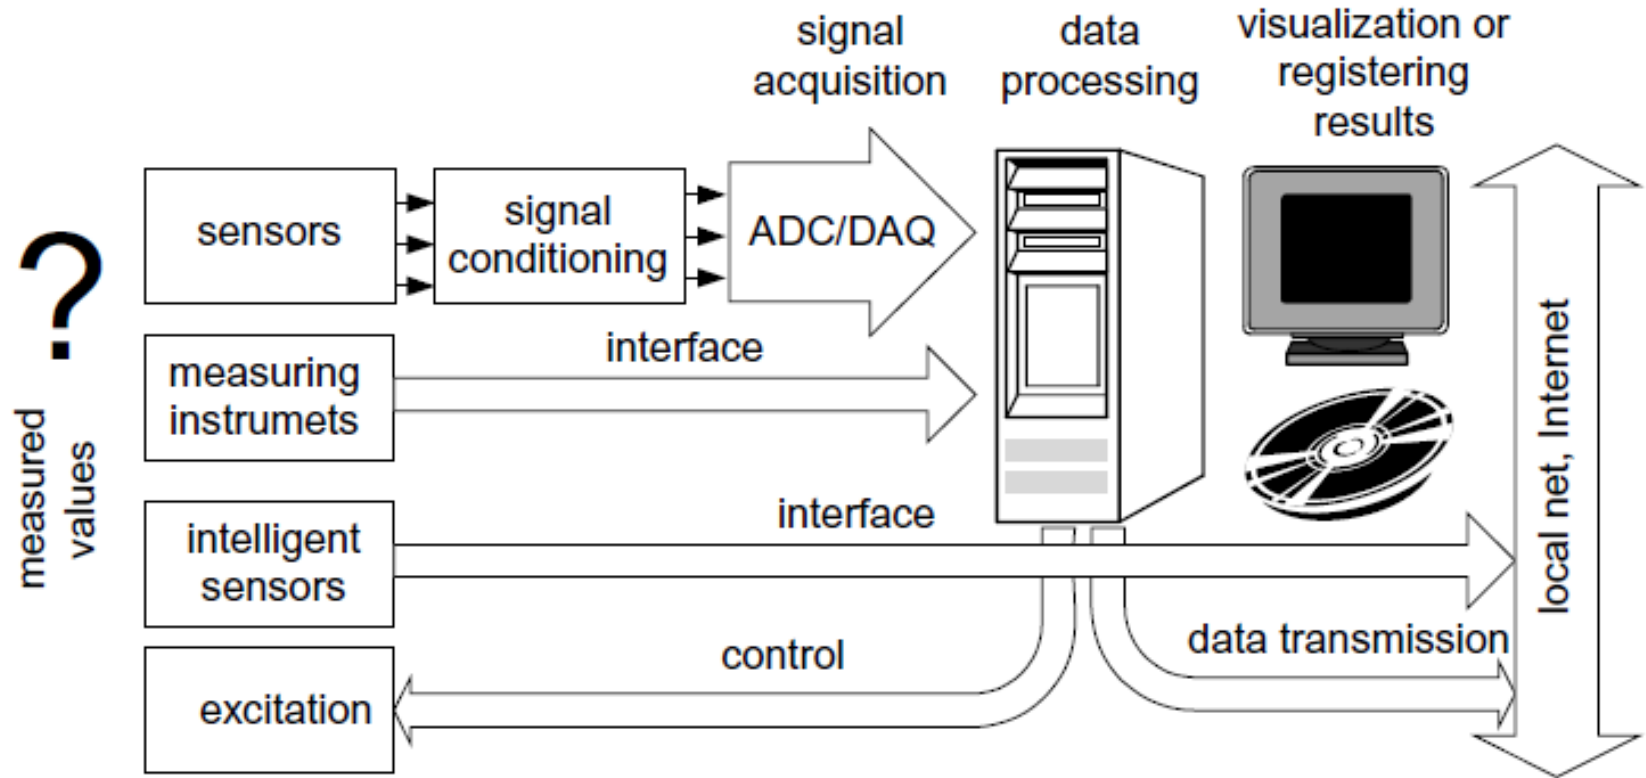 signal
acquisition
data
processing
visualization or
registering
results
?
measured
values
sensors
signal
conditioning
ADC/DAQ
measuring
instrumets
interface
intelligent
sensors
interface
excitation
control
data transmission
local net, Internet